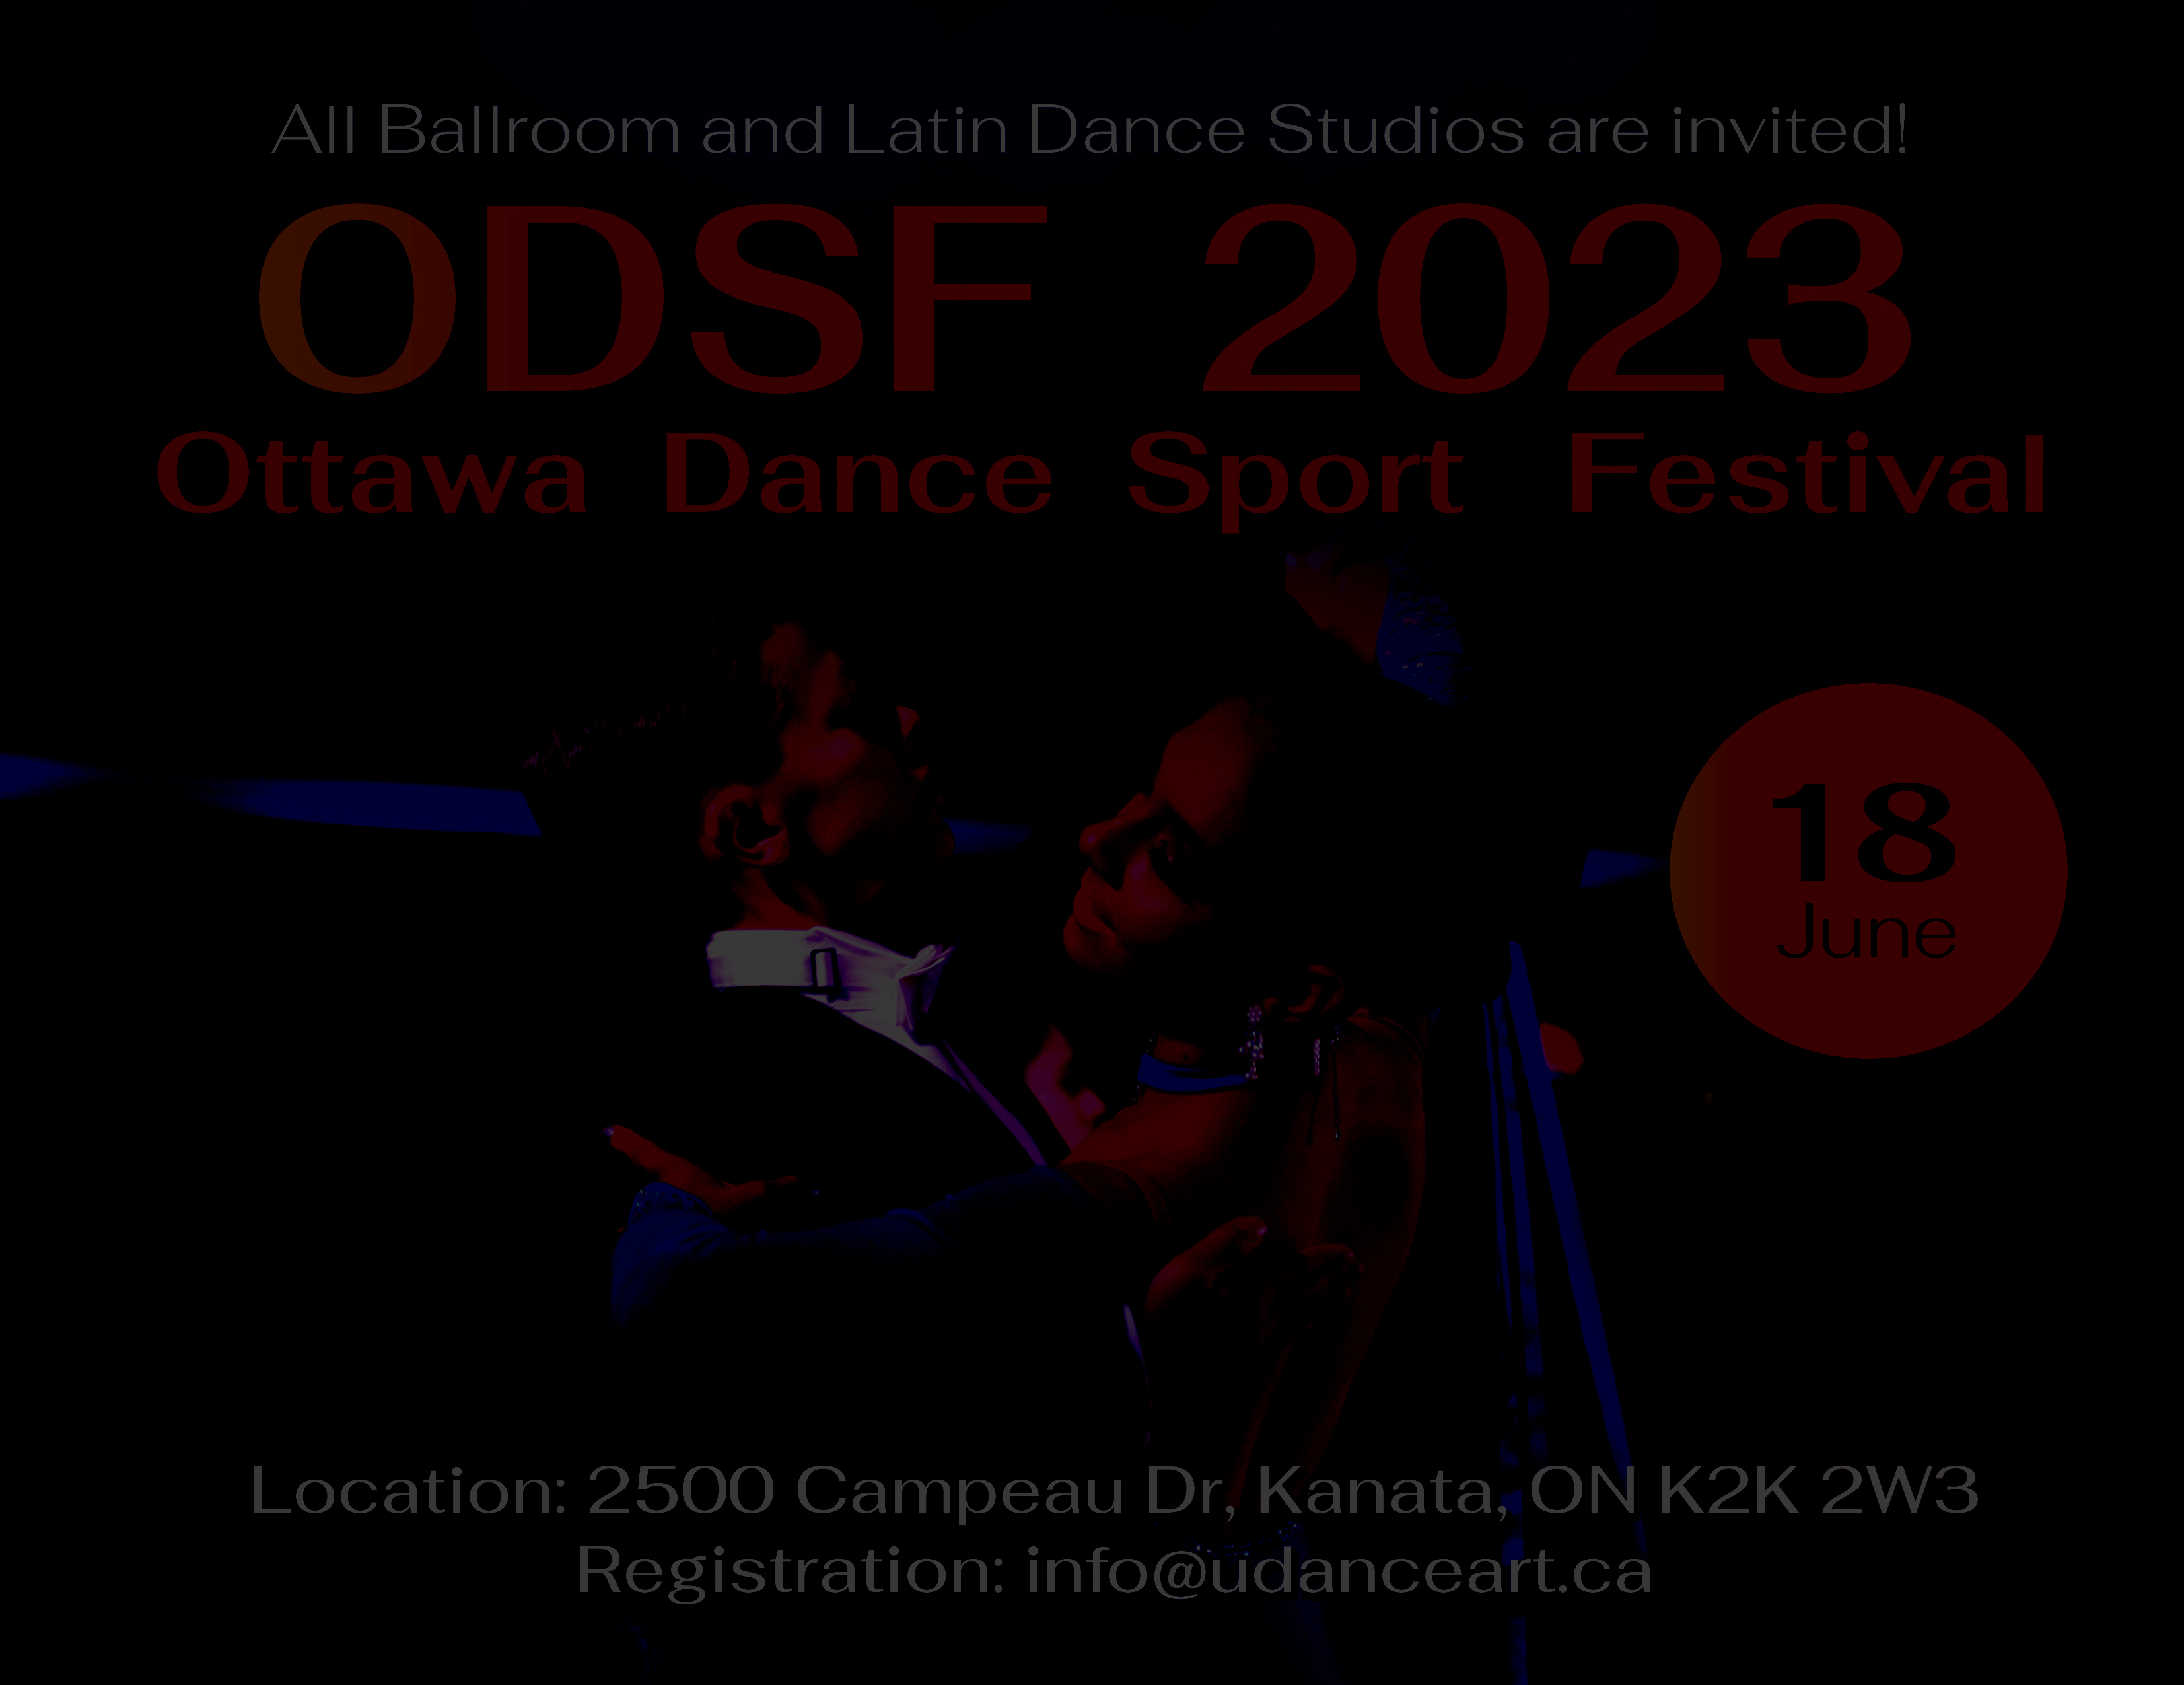 All Ballroom and Latin Dance Studios are invited!
ODSF 2023
Ottawa Dance Sport Festival
18
June
Location: 2500 Campeau Dr, Kanata, ON K2K 2W3
Registration: info@udanceart.ca